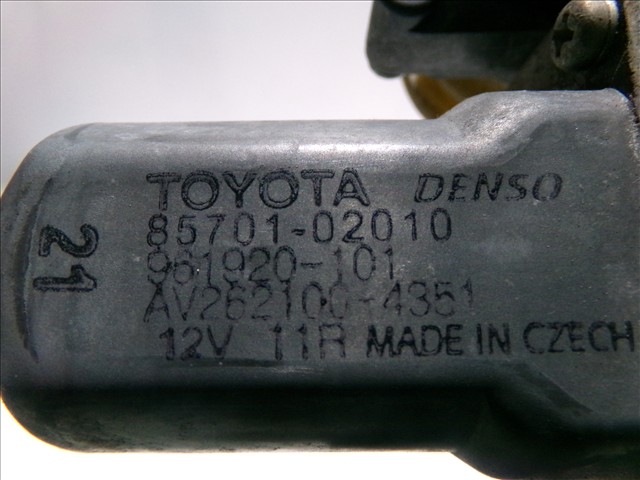 TOYOTA DENSO
85701-02010
961920-101
AV262100-4351
12V 11R MADE IN CZECH
21